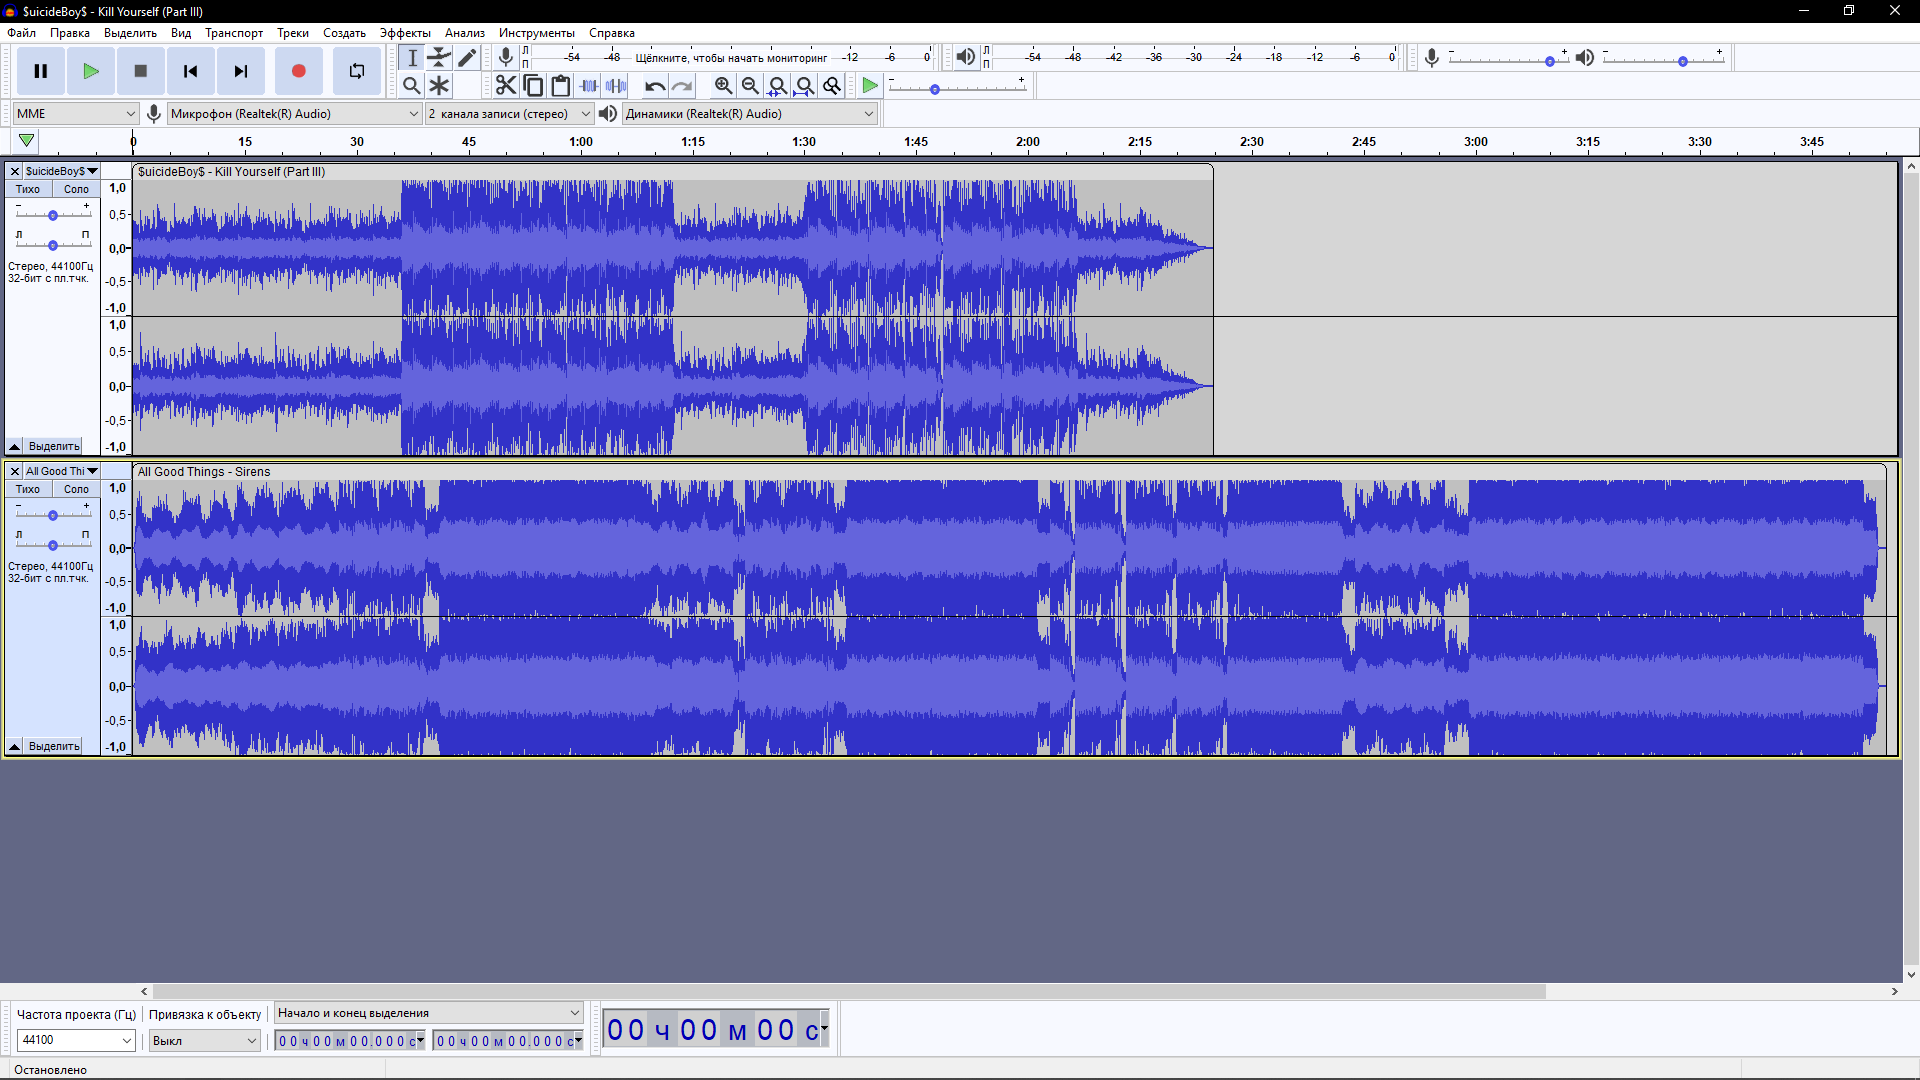 $uicideBoy$ - Kill Yourself (Part III)
Файл Правка Выделить Вид Транспорт Треки Создать Эффекты Анализ Инструменты Справка
Л П -54 -48 Щёлкните, чтобы начать мониторинг -12 -6 0 Л П -54 -48 -42 -36 -30 -24 -18 -12 -6 0 - + - +
- +
MME Микрофон (Realtek(R) Audio) 2 канала записи (стерео) Динамики (Realtek(R) Audio)
0 15 30 45 1:00 1:15 1:30 1:45 2:00 2:15 2:30 2:45 3:00 3:15 3:30 3:45
$uicideBoy$ $uicideBoy$ - Kill Yourself (Part III)
Тихо Соло 1,0
- + 0,5
Л П 0,0
Стерео, 44100Гц -0,5
32-бит с пл.тчк.
-1,0
1,0
0,5
0,0
-0,5
Выделить -1,0
All Good Thi All Good Things - Sirens
Тихо Соло 1,0
- + 0,5
Л П 0,0
Стерео, 44100Гц -0,5
32-бит с пл.тчк.
-1,0
1,0
0,5
0,0
-0,5
Выделить -1,0
Частота проекта (Гц) Привязка к объекту Начало и конец выделения
44100 Выкл 00 ч 00 м 00.000 с 00 ч 00 м 00.000 с 00 ч 00 м 00 с
Остановлено